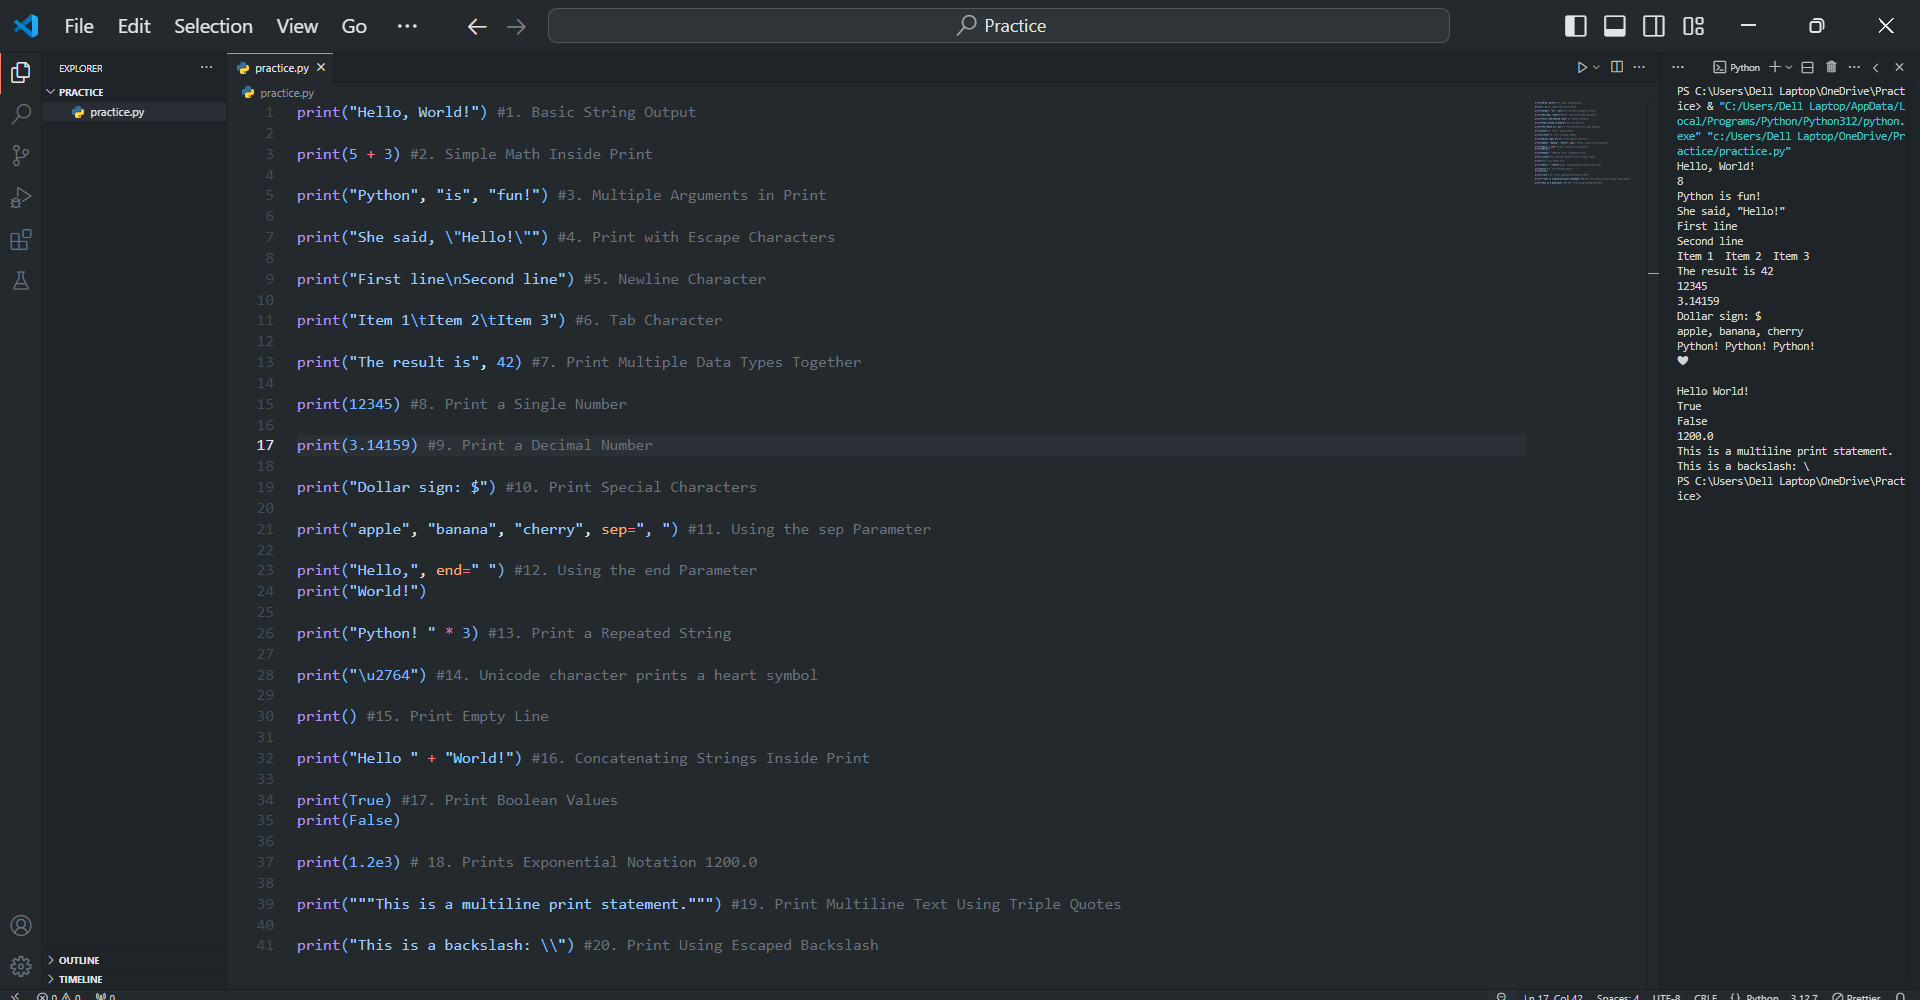 File Edit Selection View Go ··· Practice
EXPLORER ···
PRACTICE
practice.py
OUTLINE
TIMELINE
practice.py
practice.py
1 print("Hello, World!") #1. Basic String Output
2
3 print(5 + 3) #2. Simple Math Inside Print
4
5 print("Python", "is", "fun!") #3. Multiple Arguments in Print
6
7 print("She said, \"Hello!\"") #4. Print with Escape Characters
8
9 print("First line\nSecond line") #5. Newline Character
10
11 print("Item 1\tItem 2\tItem 3") #6. Tab Character
12
13 print("The result is", 42) #7. Print Multiple Data Types Together
14
15 print(12345) #8. Print a Single Number
16
17 print(3.14159) #9. Print a Decimal Number
18
19 print("Dollar sign: $") #10. Print Special Characters
20
21 print("apple", "banana", "cherry", sep=", ") #11. Using the sep Parameter
22
23 print("Hello,", end=" ") #12. Using the end Parameter
24 print("World!")
25
26 print("Python! " * 3) #13. Print a Repeated String
27
28 print("\u2764") #14. Unicode character prints a heart symbol
29
30 print() #15. Print Empty Line
31
32 print("Hello " + "World!") #16. Concatenating Strings Inside Print
33
34 print(True) #17. Print Boolean Values
35 print(False)
36
37 print(1.2e3) # 18. Prints Exponential Notation 1200.0
38
39 print("""This is a multiline print statement.""") #19. Print Multiline Text Using Triple Quotes
40
41 print("This is a backslash: \\") #20. Print Using Escaped Backslash
Python
PS C:\Users\Dell Laptop\OneDrive\Pract
ice> & "C:/Users/Dell Laptop/AppData/L
ocal/Programs/Python/Python312/python.
exe" "c:/Users/Dell Laptop/OneDrive/Pr
actice/practice.py"
Hello, World!
8
Python is fun!
She said, "Hello!"
First line
Second line
Item 1  Item 2  Item 3
The result is 42
12345
3.14159
Dollar sign: $
apple, banana, cherry
Python! Python! Python!
❤

Hello World!
True
False
1200.0
This is a multiline print statement.
This is a backslash: \
PS C:\Users\Dell Laptop\OneDrive\Pract
ice>
0 0 0 Ln 17, Col 42 Spaces: 4 UTF-8 CRLF {} Python 3.12.7 Prettier